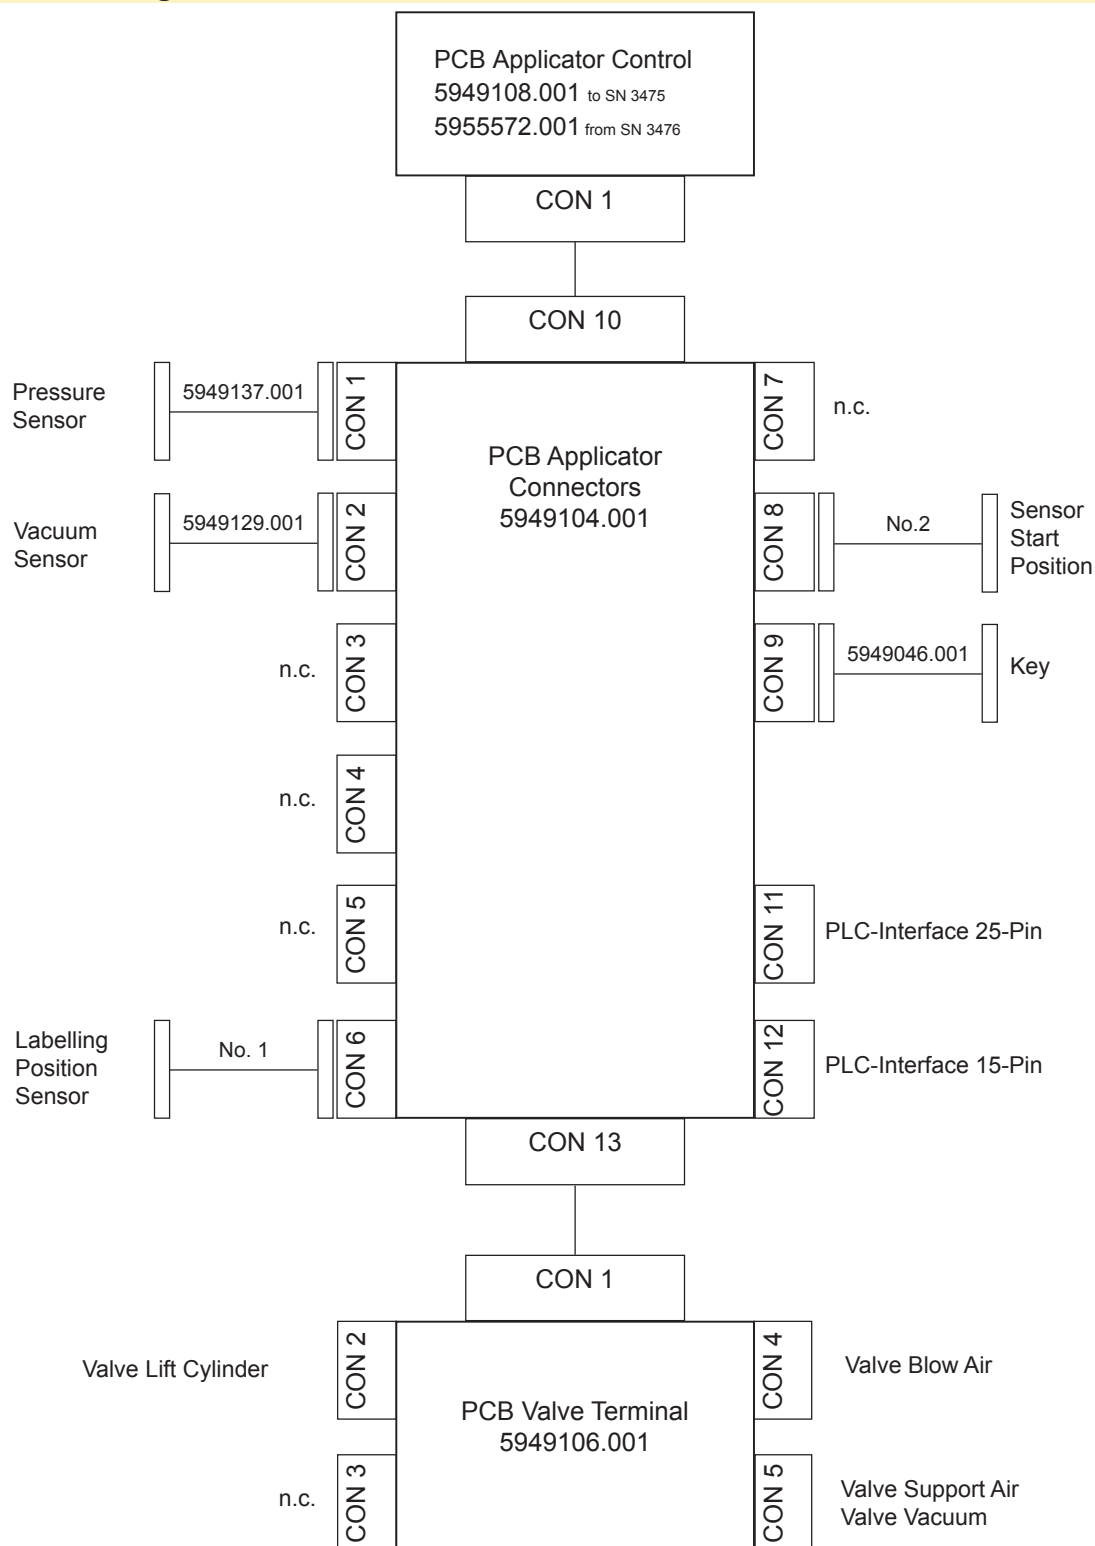 PCB Applicator Control
5949108.001 to SN 3475
5955572.001 from SN 3476
CON 1
CON 10
Pressure
Sensor
5949137.001
CON 1
CON 7
n.c.
PCB Applicator
Connectors
5949104.001
Vacuum
Sensor
5949129.001
CON 2
CON 8
No.2
Sensor
Start
Position
n.c.
CON 3
CON 9
5949046.001
Key
n.c.
CON 4
n.c.
CON 5
CON 11
PLC-Interface 25-Pin
Labelling
Position
Sensor
No. 1
CON 6
CON 12
PLC-Interface 15-Pin
CON 13
CON 1
Valve Lift Cylinder
CON 2
CON 4
Valve Blow Air
PCB Valve Terminal
5949106.001
n.c.
CON 3
CON 5
Valve Support Air
Valve Vacuum